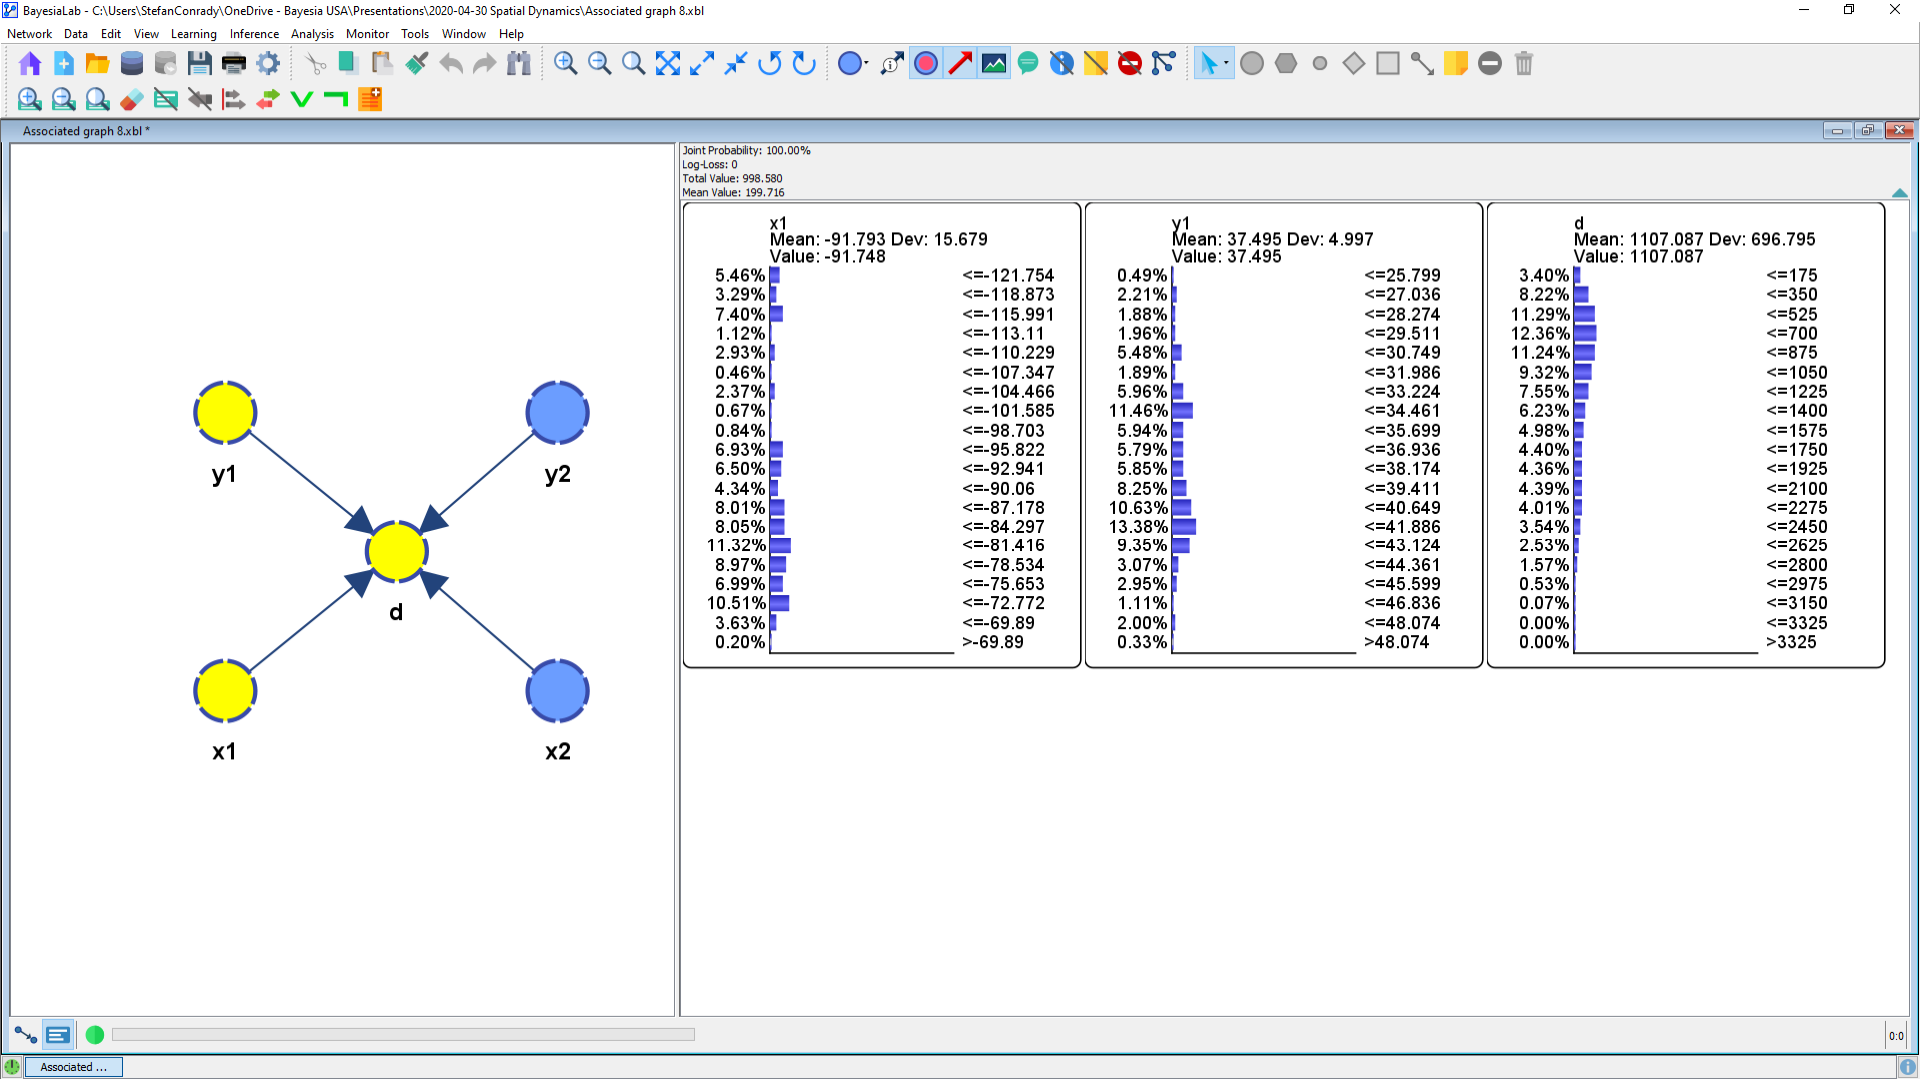 BayesiaLab - C:\Users\StefanConrady\OneDrive - Bayesia USA\Presentations\2020-04-30 Spatial Dynamics\Associated graph 8.xbl
Network Data Edit View Learning Inference Analysis Monitor Tools Window Help
Associated graph 8.xbl *
y1
y2
d
x1
x2
Joint Probability: 100.00%
Log-Loss: 0
Total Value: 998.580
Mean Value: 199.716
x1
Mean: -91.793 Dev: 15.679
Value: -91.748
5.46% <=-121.754
3.29% <=-118.873
7.40% <=-115.991
1.12% <=-113.11
2.93% <=-110.229
0.46% <=-107.347
2.37% <=-104.466
0.67% <=-101.585
0.84% <=-98.703
6.93% <=-95.822
6.50% <=-92.941
4.34% <=-90.06
8.01% <=-87.178
8.05% <=-84.297
11.32% <=-81.416
8.97% <=-78.534
6.99% <=-75.653
10.51% <=-72.772
3.63% <=-69.89
0.20% >-69.89
y1
Mean: 37.495 Dev: 4.997
Value: 37.495
0.49% <=25.799
2.21% <=27.036
1.88% <=28.274
1.96% <=29.511
5.48% <=30.749
1.89% <=31.986
5.96% <=33.224
11.46% <=34.461
5.94% <=35.699
5.79% <=36.936
5.85% <=38.174
8.25% <=39.411
10.63% <=40.649
13.38% <=41.886
9.35% <=43.124
3.07% <=44.361
2.95% <=45.599
1.11% <=46.836
2.00% <=48.074
0.33% >48.074
d
Mean: 1107.087 Dev: 696.795
Value: 1107.087
3.40% <=175
8.22% <=350
11.29% <=525
12.36% <=700
11.24% <=875
9.32% <=1050
7.55% <=1225
6.23% <=1400
4.98% <=1575
4.40% <=1750
4.36% <=1925
4.39% <=2100
4.01% <=2275
3.54% <=2450
2.53% <=2625
1.57% <=2800
0.53% <=2975
0.07% <=3150
0.00% <=3325
0.00% >3325
0:0
Associated ...